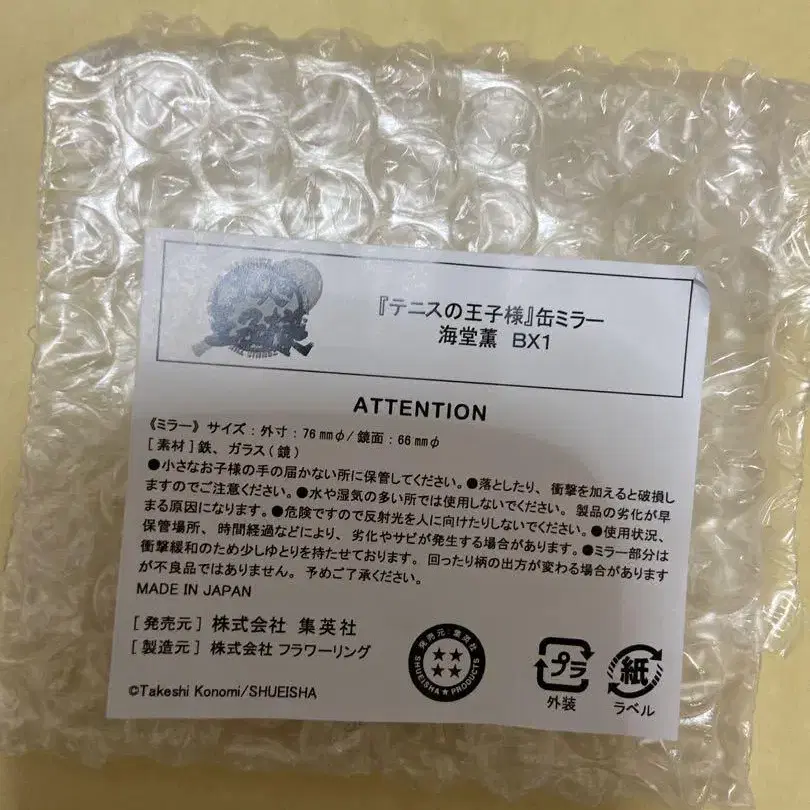 『テニスの王子様』缶ミラー
海堂薫 BX1
ATTENTION
《ミラー》サイズ：外寸：76㎜φ/鏡面：66㎜φ
[素材]鉄、ガラス(鏡)
●小さなお子様の手の届かない所に保管してください。●落としたり、衝撃を加えると破損し
ますのでご注意ください。●水や湿気の多い所では使用しないでください。製品の劣化が早
まる原因になります。●危険ですので反射光を人に向けたりしないでください。●使用状況、
保管場所、時間経過などにより、劣化やサビが発生する場合があります。●ミラー部分は
衝撃緩和のため少しゆとりを持たせております。回ったり柄の出方が変わる場合があります
が不良品ではありません。予めご了承ください。
MADE IN JAPAN
[発売元] 株式会社 集英社
[製造元] 株式会社 フラワーリング
発売元：集英社
SHUEISHA★PRODUCTS
プラ
外装
紙
ラベル
©Takeshi Konomi/SHUEISHA